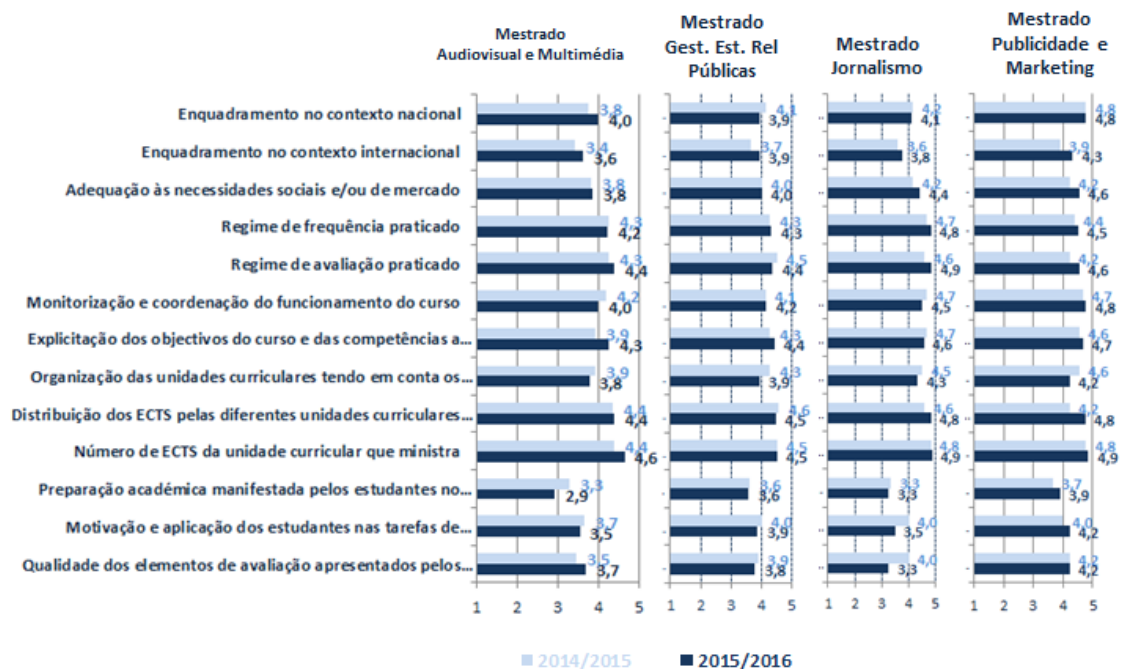 Mestrado
Audiovisual e Multimédia
Mestrado
Gest. Est. Rel
Públicas
Mestrado
Jornalismo
Mestrado
Publicidade e
Marketing
Enquadramento no contexto nacional
3,8 4,1 4,2 4,8
4,0 3,9 4,1 4,8
Enquadramento no contexto internacional
3,4 3,7 3,6 3,9
3,6 3,9 3,8 4,3
Adequação às necessidades sociais e/ou de mercado
3,8 4,0 4,2 4,2
3,8 4,0 4,4 4,6
Regime de frequência praticado
4,3 4,3 4,7 4,4
4,2 4,3 4,8 4,5
Regime de avaliação praticado
4,3 4,5 4,6 4,2
4,4 4,4 4,9 4,6
Monitorização e coordenação do funcionamento do curso
4,2 4,1 4,7 4,7
4,0 4,2 4,5 4,8
Explicitação dos objectivos do curso e das competências a...
3,9 4,3 4,7 4,6
4,3 4,4 4,6 4,7
Organização das unidades curriculares tendo em conta os...
3,9 4,3 4,5 4,6
3,8 3,9 4,3 4,2
Distribuição dos ECTS pelas diferentes unidades curriculares...
4,4 4,6 4,6 4,2
4,4 4,5 4,8 4,8
Número de ECTS da unidade curricular que ministra
4,4 4,5 4,8 4,8
4,6 4,5 4,9 4,9
Preparação académica manifestada pelos estudantes no...
3,3 3,6 3,3 3,7
2,9 3,6 3,3 3,9
Motivação e aplicação dos estudantes nas tarefas de...
3,7 4,0 4,0 4,0
3,5 3,9 3,5 4,2
Qualidade dos elementos de avaliação apresentados pelos...
3,5 3,9 4,0 4,2
3,7 3,8 3,3 4,2
1 2 3 4 5 1 2 3 4 5 1 2 3 4 5 1 2 3 4 5
2014/2015 2015/2016